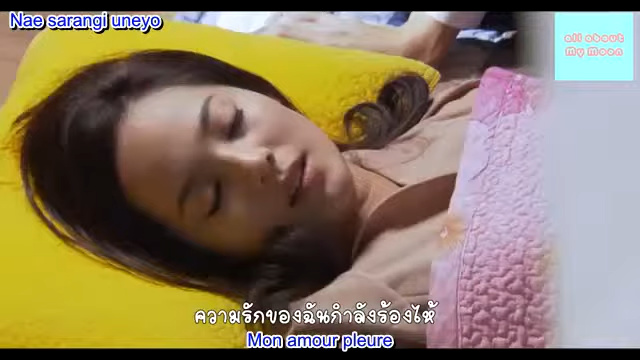 Nae sarangi uneyo
all about
my moon
ความรักของฉันกำลังร้องไห้
Mon amour pleure